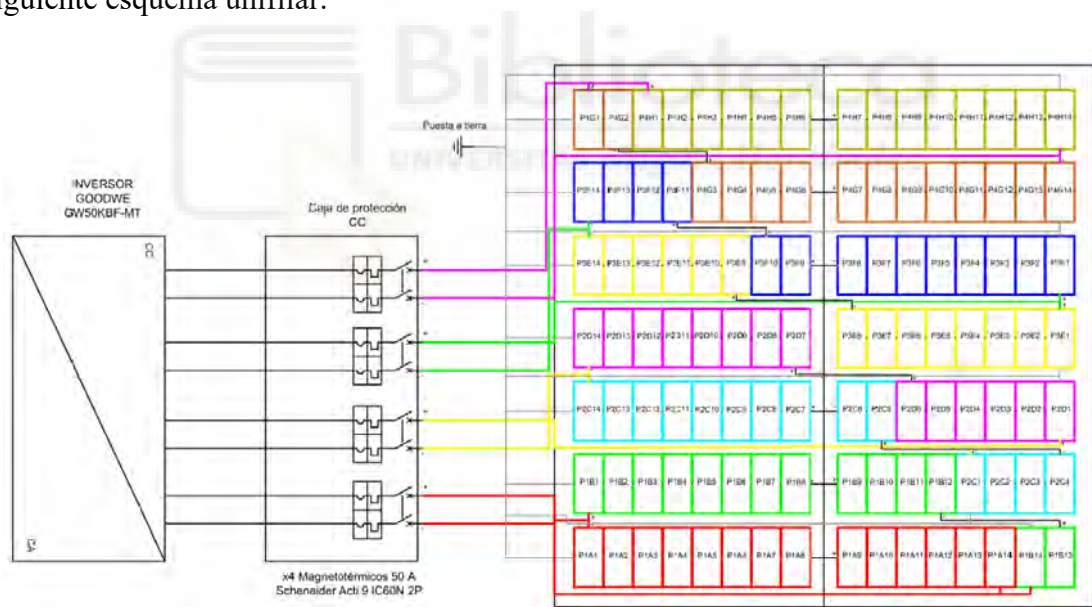 siguiente esquema unifilar:
Biblioteca
Puesta a tierra
INVERSOR
GOODWE
GW50KBF-MT
CC
Caja de protección
CC
x4 Magnetotérmicos 50 A
Scheneider Acti 9 IC60N 2P
P4G1 P4G2 P4H1 P4H2 P4H3 P4H5 P4H6 P4H7 P4H8 P4H9 P4H10 P4H11 P4H12 P4H13 P4H14
P3F14 P3F13 P3F12 P4G3 P4G4 P4G5 P4G6 P4G7 P4G8 P4G9 P4G10 P4G11 P4G12 P4G13 P4G14
P3E14 P3E13 P3E12 P3E10 P3E9 P3F10 P3F9 P3F8 P3F7 P3F6 P3F5 P3F4 P3F3 P3F2 P3F1
P2D14 P2D13 P2D12 P2D11 P2D10 P2D9 P2D8 P2D7 P3E8 P3E7 P3E6 P3E5 P3E4 P3E3 P3E2 P3E1
P2C14 P2C13 P2C12 P2C11 P2C10 P2C9 P2C8 P2C7 P2C6 P2C5 P2D6 P2D5 P2D4 P2D3 P2D2 P2D1
P1B1 P1B2 P1B3 P1B4 P1B5 P1B6 P1B7 P1B8 P1B9 P1B10 P1B11 P1B12 P2C1 P2C2 P2C3 P2C4
P1A1 P1A2 P1A3 P1A4 P1A5 P1A7 P1A8 P1A9 P1A10 P1A11 P1A12 P1A13 P1A14 P1B14 P1B13